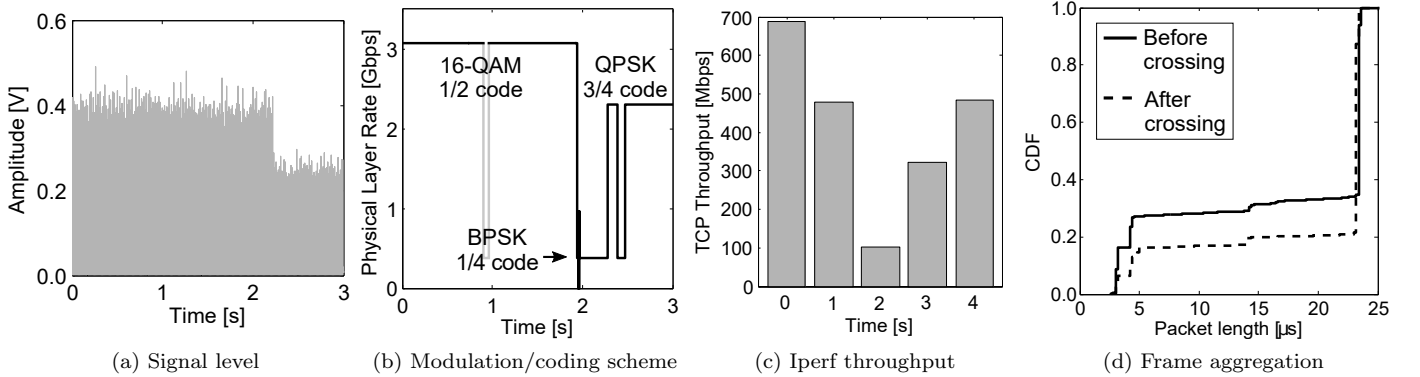 0.6
0.4
0.2
0.0
Amplitude [V]
0
1
2
3
Time [s]
(a) Signal level
3
2
1
0
Physical Layer Rate [Gbps]
16-QAM
1/2 code
QPSK
3/4 code
BPSK
1/4 code
0
1
2
3
Time [s]
(b) Modulation/coding scheme
700
600
500
400
300
200
100
0
TCP Throughput [Mbps]
0
1
2
3
4
Time [s]
(c) Iperf throughput
1.0
0.8
0.6
0.4
0.2
0.0
CDF
Before
crossing
After
crossing
0
5
10
15
20
25
Packet length [µs]
(d) Frame aggregation